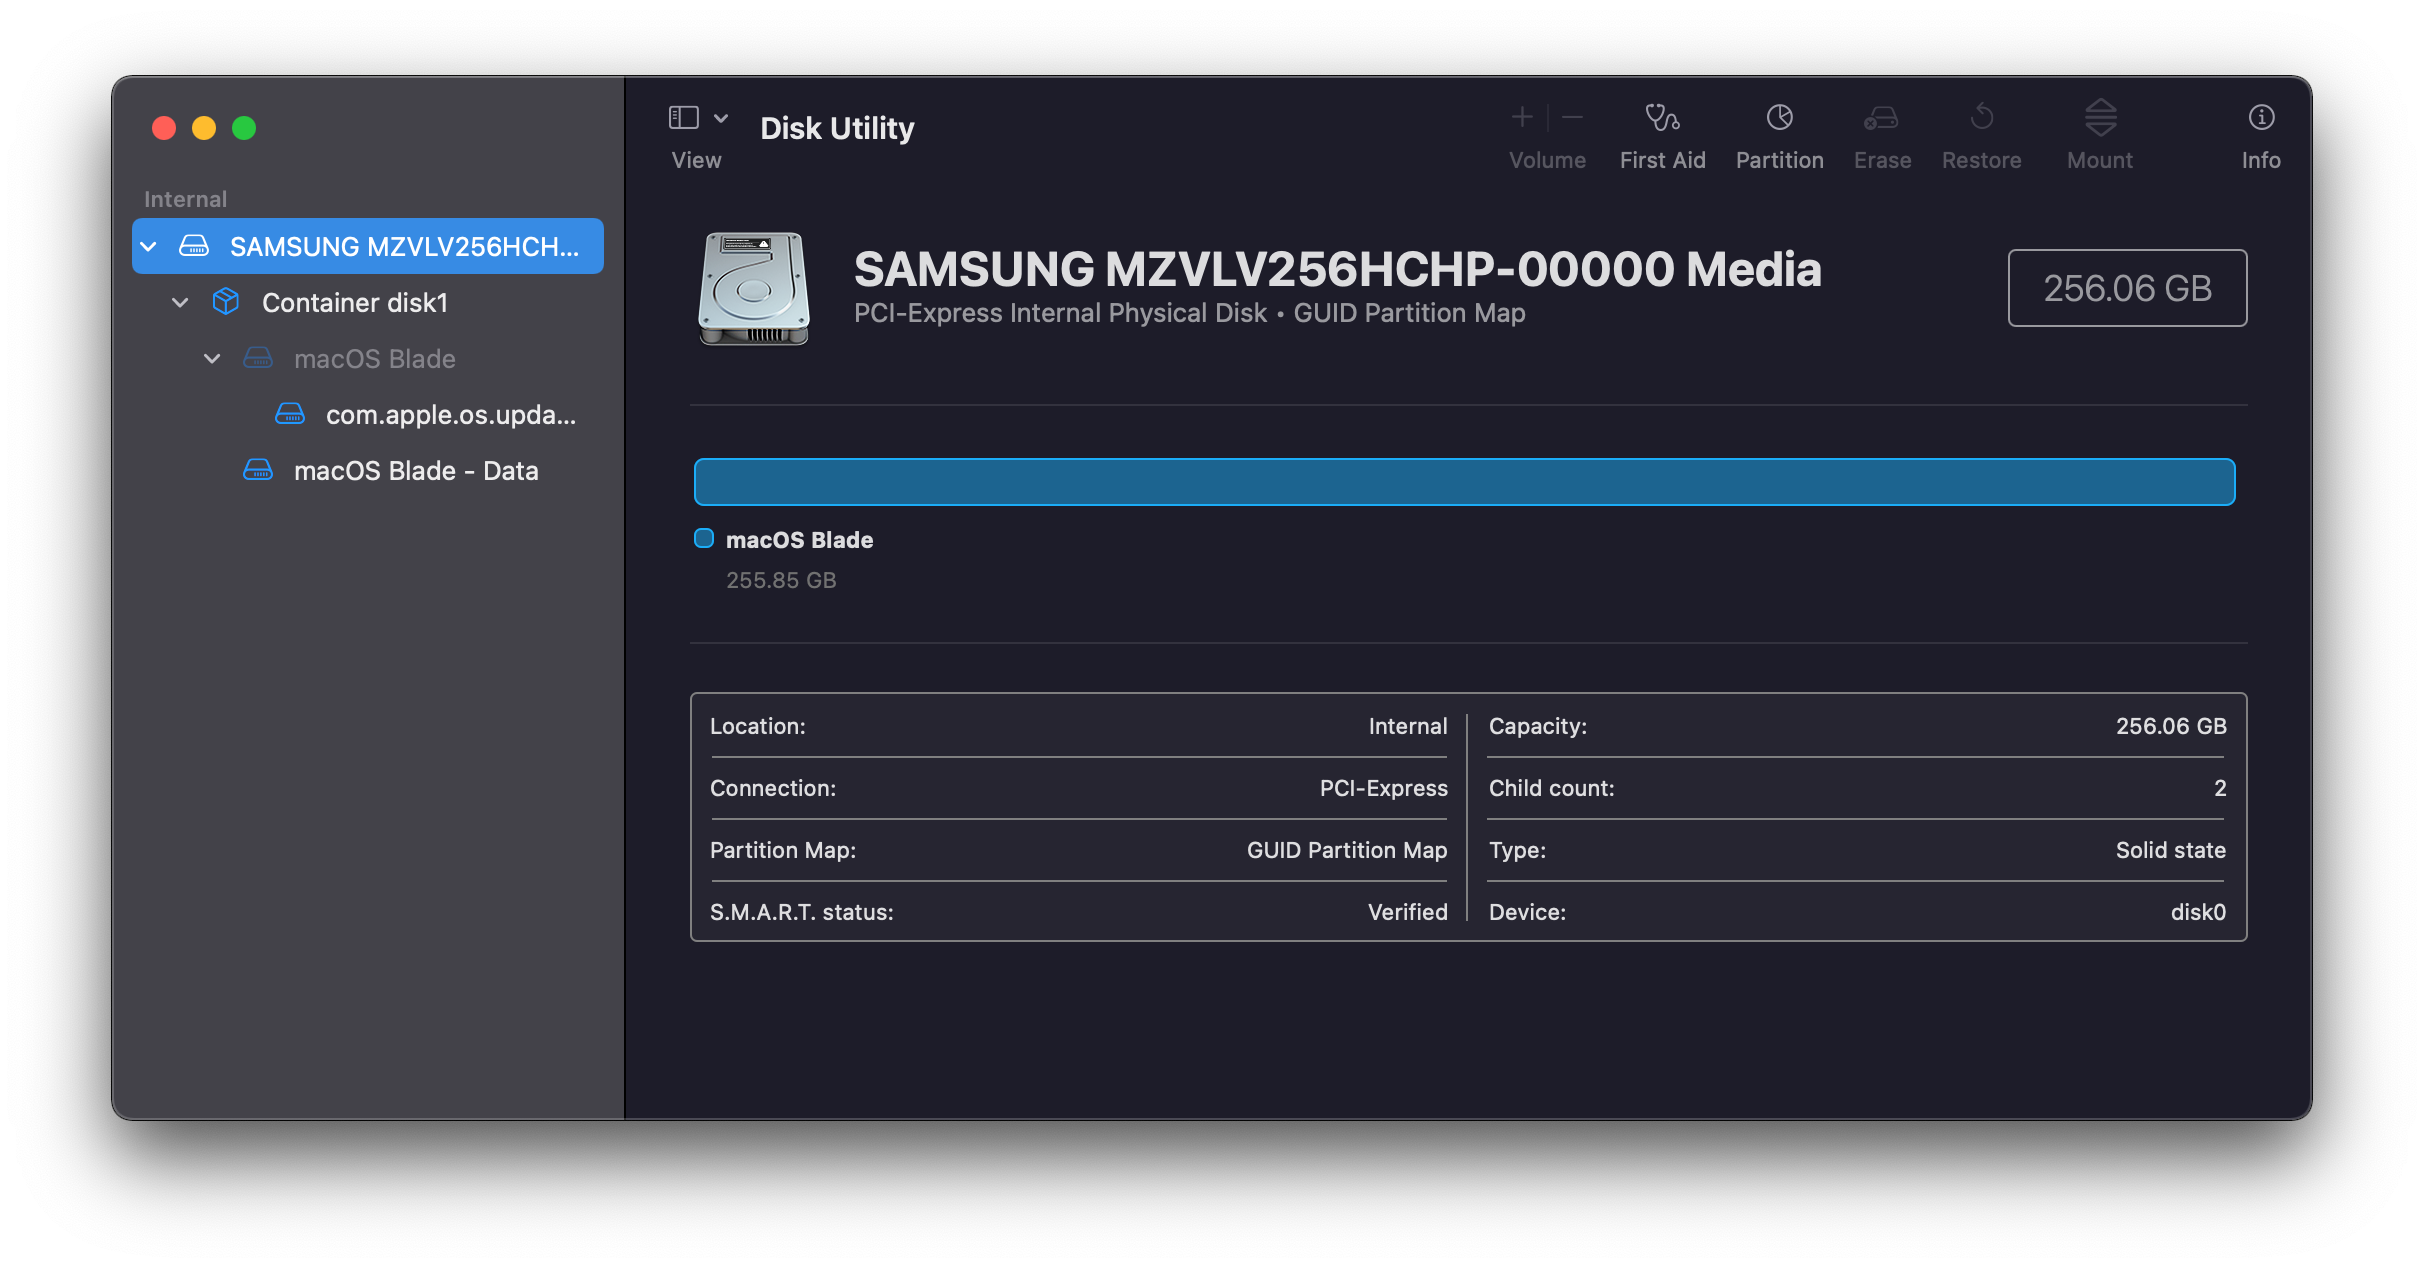 View
Disk Utility
Volume
First Aid
Partition
Erase
Restore
Mount
Info
Internal
SAMSUNG MZVLV256HCH...
Container disk1
macOS Blade
com.apple.os.upda...
macOS Blade - Data
SAMSUNG MZVLV256HCHP-00000 Media
PCI-Express Internal Physical Disk • GUID Partition Map
256.06 GB
macOS Blade
255.85 GB
Location: Internal
Connection: PCI-Express
Partition Map: GUID Partition Map
S.M.A.R.T. status: Verified
Capacity: 256.06 GB
Child count: 2
Type: Solid state
Device: disk0